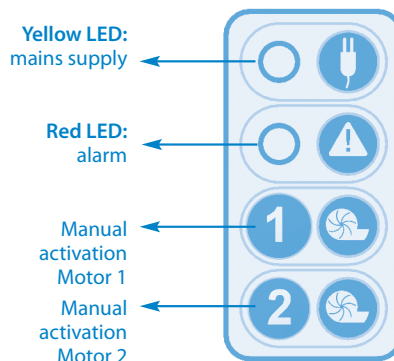 Yellow LED:
mains supply
Red LED:
alarm
Manual
activation
Motor 1
1
Manual
activation
Motor 2
2